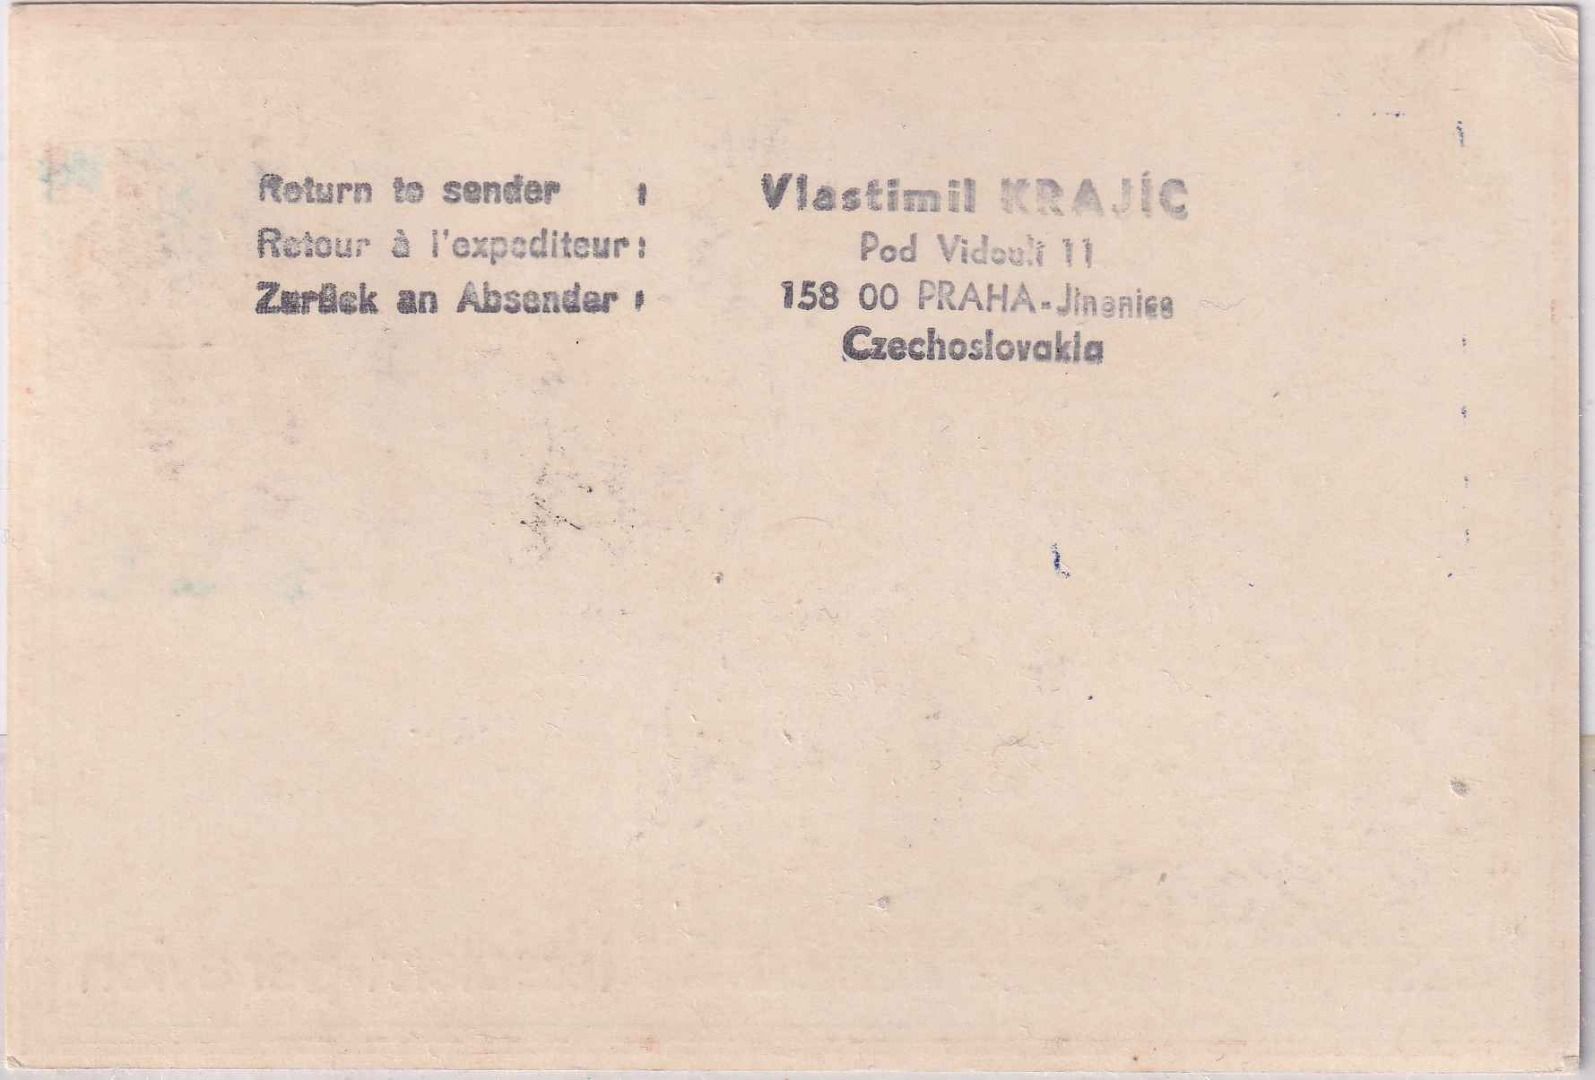 Return to sender :
Retour à l'expediteur :
Zurück an Absender :
Vlastimil KRAJÍC
Pod Vidoulí 11
158 00 PRAHA-Jinonice
Czechoslovakia